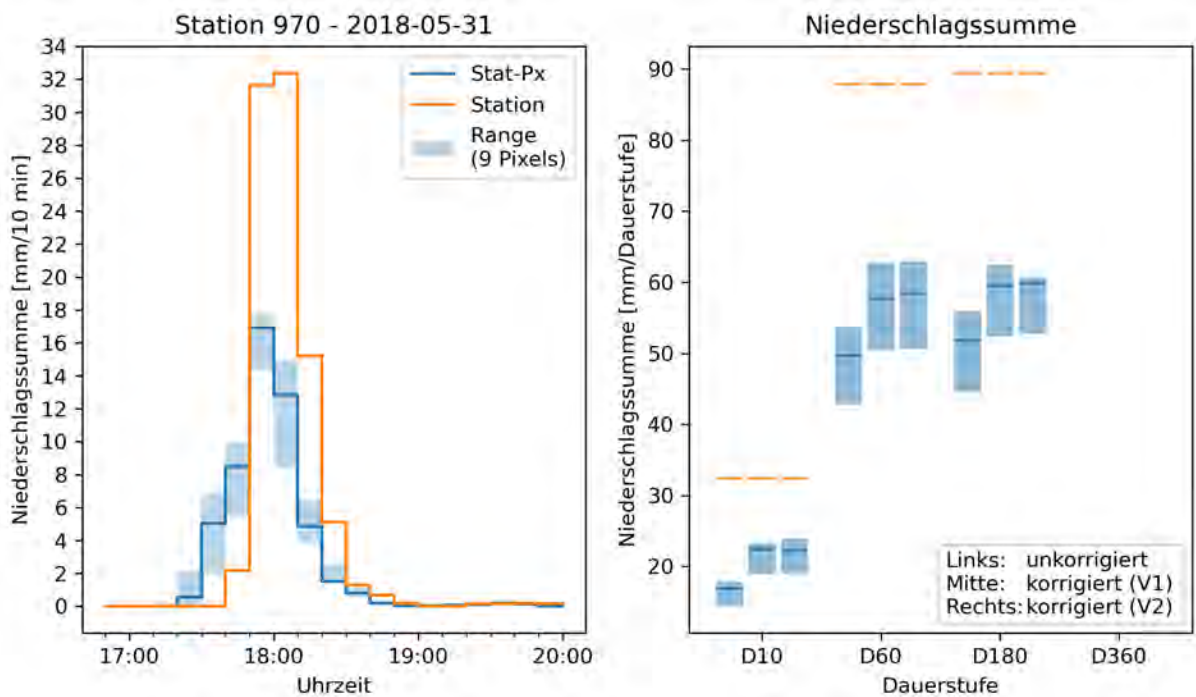 Station 970 - 2018-05-31
Niederschlagssumme [mm/10 min]
34
32
30
28
26
24
22
20
18
16
14
12
10
8
6
4
2
0
Stat-Px
Station
Range
(9 Pixels)
17:00
18:00
19:00
20:00
Uhrzeit
Niederschlagssumme
Niederschlagssumme [mm/Dauerstufe]
90
80
70
60
50
40
30
20
Links: unkorrigiert
Mitte: korrigiert (V1)
Rechts: korrigiert (V2)
D10
D60
D180
D360
Dauerstufe